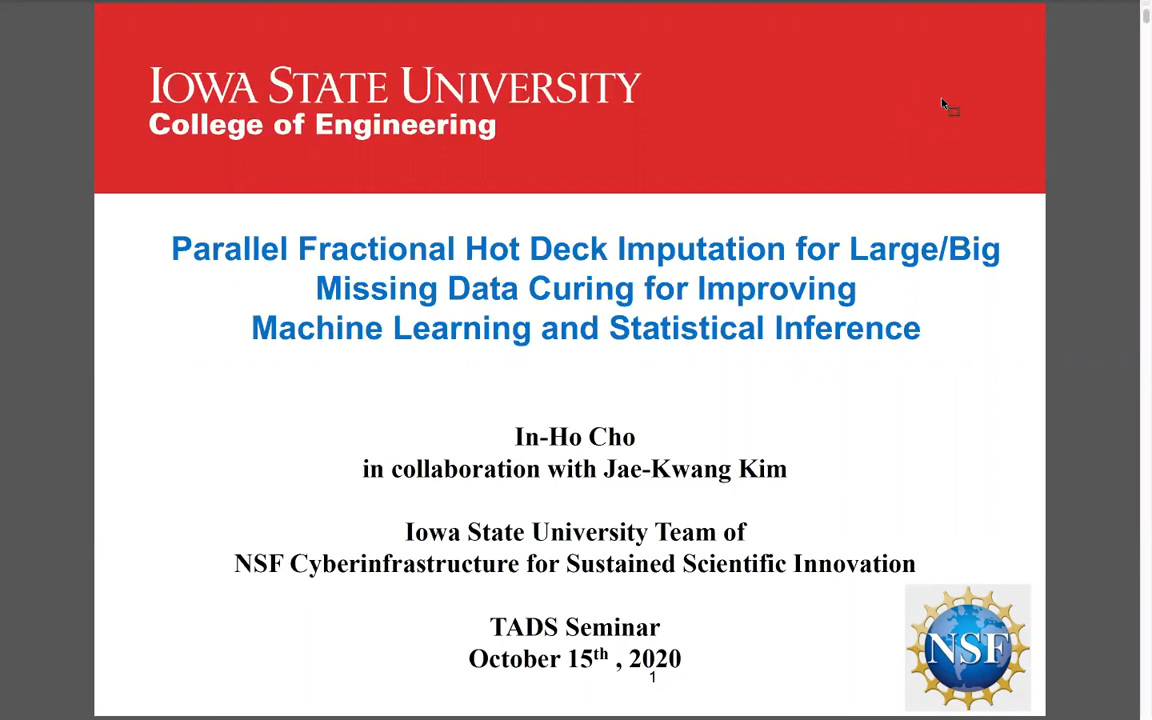 IOWA STATE UNIVERSITY
College of Engineering
Parallel Fractional Hot Deck Imputation for Large/Big
Missing Data Curing for Improving
Machine Learning and Statistical Inference
In-Ho Cho
in collaboration with Jae-Kwang Kim
Iowa State University Team of
NSF Cyberinfrastructure for Sustained Scientific Innovation
TADS Seminar
October 15th , 2020
1
NSF